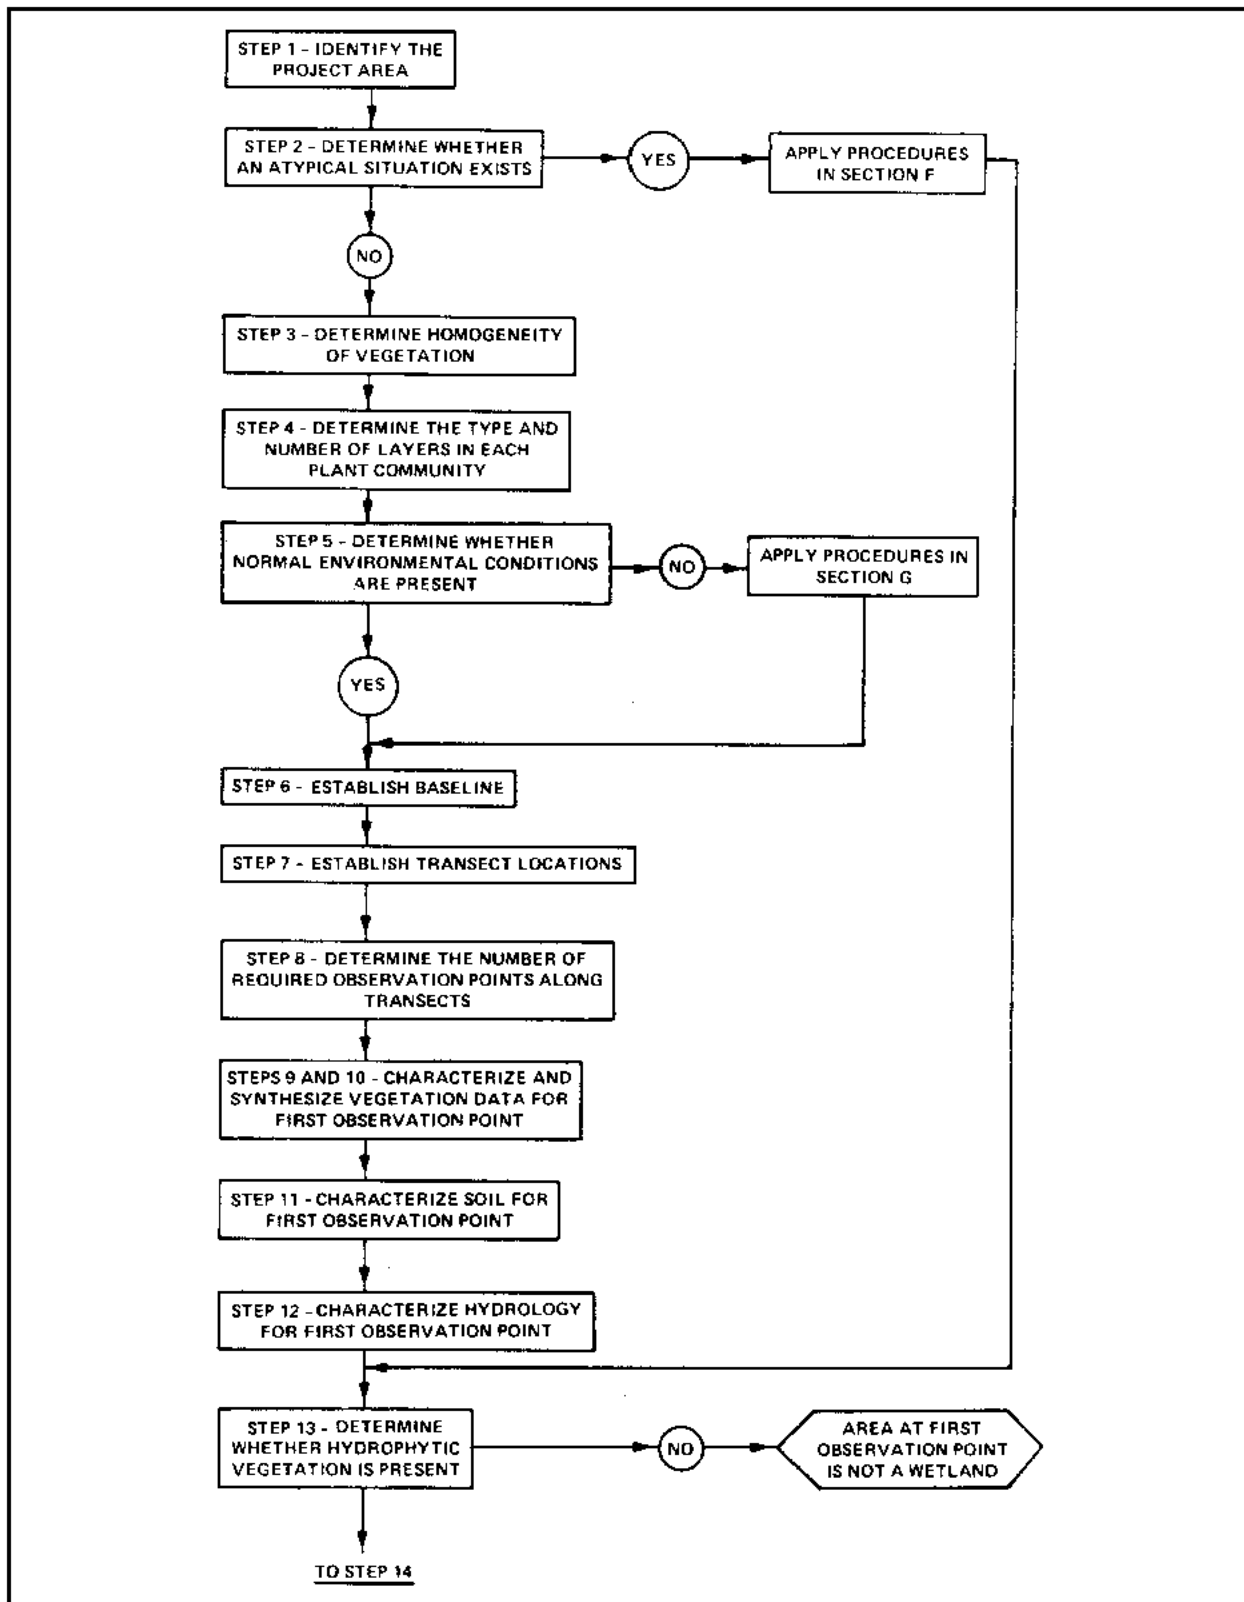 STEP 1 - IDENTIFY THE
PROJECT AREA
STEP 2 - DETERMINE WHETHER
AN ATYPICAL SITUATION EXISTS
YES
APPLY PROCEDURES
IN SECTION F
NO
STEP 3 - DETERMINE HOMOGENEITY
OF VEGETATION
STEP 4 - DETERMINE THE TYPE AND
NUMBER OF LAYERS IN EACH
PLANT COMMUNITY
STEP 5 - DETERMINE WHETHER
NORMAL ENVIRONMENTAL CONDITIONS
ARE PRESENT
NO
APPLY PROCEDURES IN
SECTION G
YES
STEP 6 - ESTABLISH BASELINE
STEP 7 - ESTABLISH TRANSECT LOCATIONS
STEP 8 - DETERMINE THE NUMBER OF
REQUIRED OBSERVATION POINTS ALONG
TRANSECTS
STEPS 9 AND 10 - CHARACTERIZE AND
SYNTHESIZE VEGETATION DATA FOR
FIRST OBSERVATION POINT
STEP 11 - CHARACTERIZE SOIL FOR
FIRST OBSERVATION POINT
STEP 12 - CHARACTERIZE HYDROLOGY
FOR FIRST OBSERVATION POINT
STEP 13 - DETERMINE
WHETHER HYDROPHYTIC
VEGETATION IS PRESENT
NO
AREA AT FIRST
OBSERVATION POINT
IS NOT A WETLAND
TO STEP 14